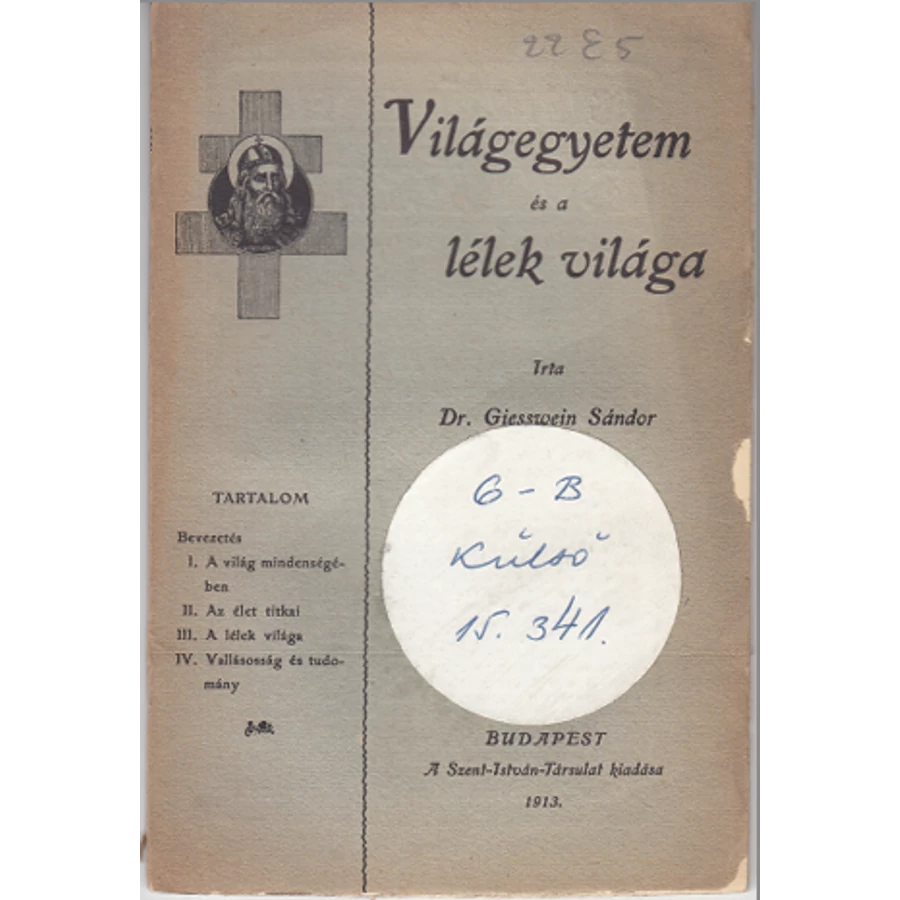 22 E 5
Világegyetem
és a
lélek világa
Irta
Dr. Giesswein Sándor
6 - B
Külső
15. 341.
TARTALOM
Bevezetés
I. A világ mindenségé-
ben
II. Az élet titkai
III. A lélek világa
IV. Vallásosság és tudo-
mány
BUDAPEST
A Szent-István-Társulat kiadása
1913.